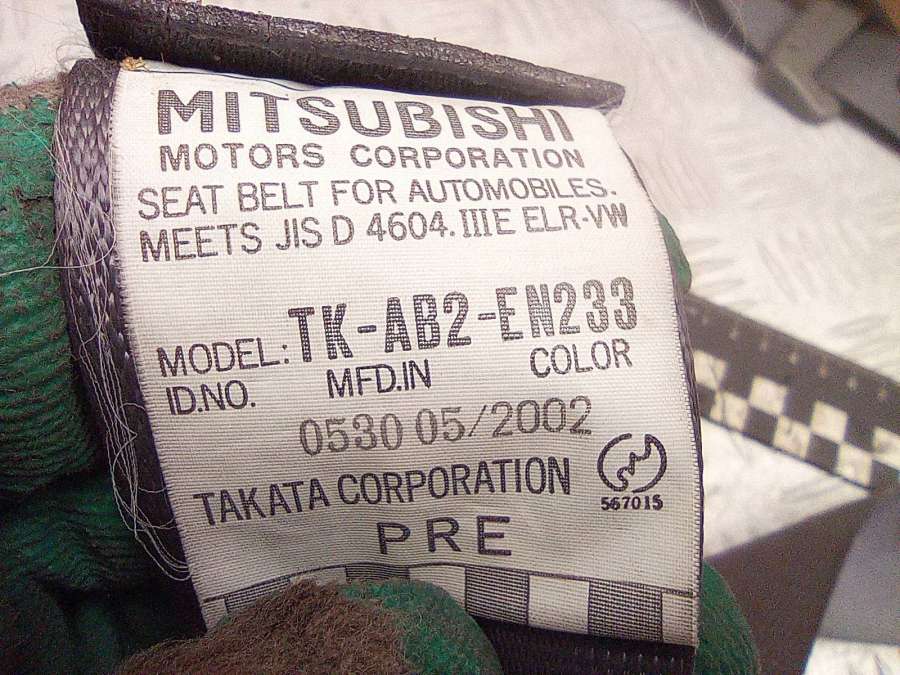 MITSUBISHI
MOTORS CORPORATION
SEAT BELT FOR AUTOMOBILES.
MEETS JIS D 4604. III E ELR-VW
MODEL: TK-AB2-EN233
ID.NO. MFD.IN COLOR
0530 05/2002
TAKATA CORPORATION
567015
PRE